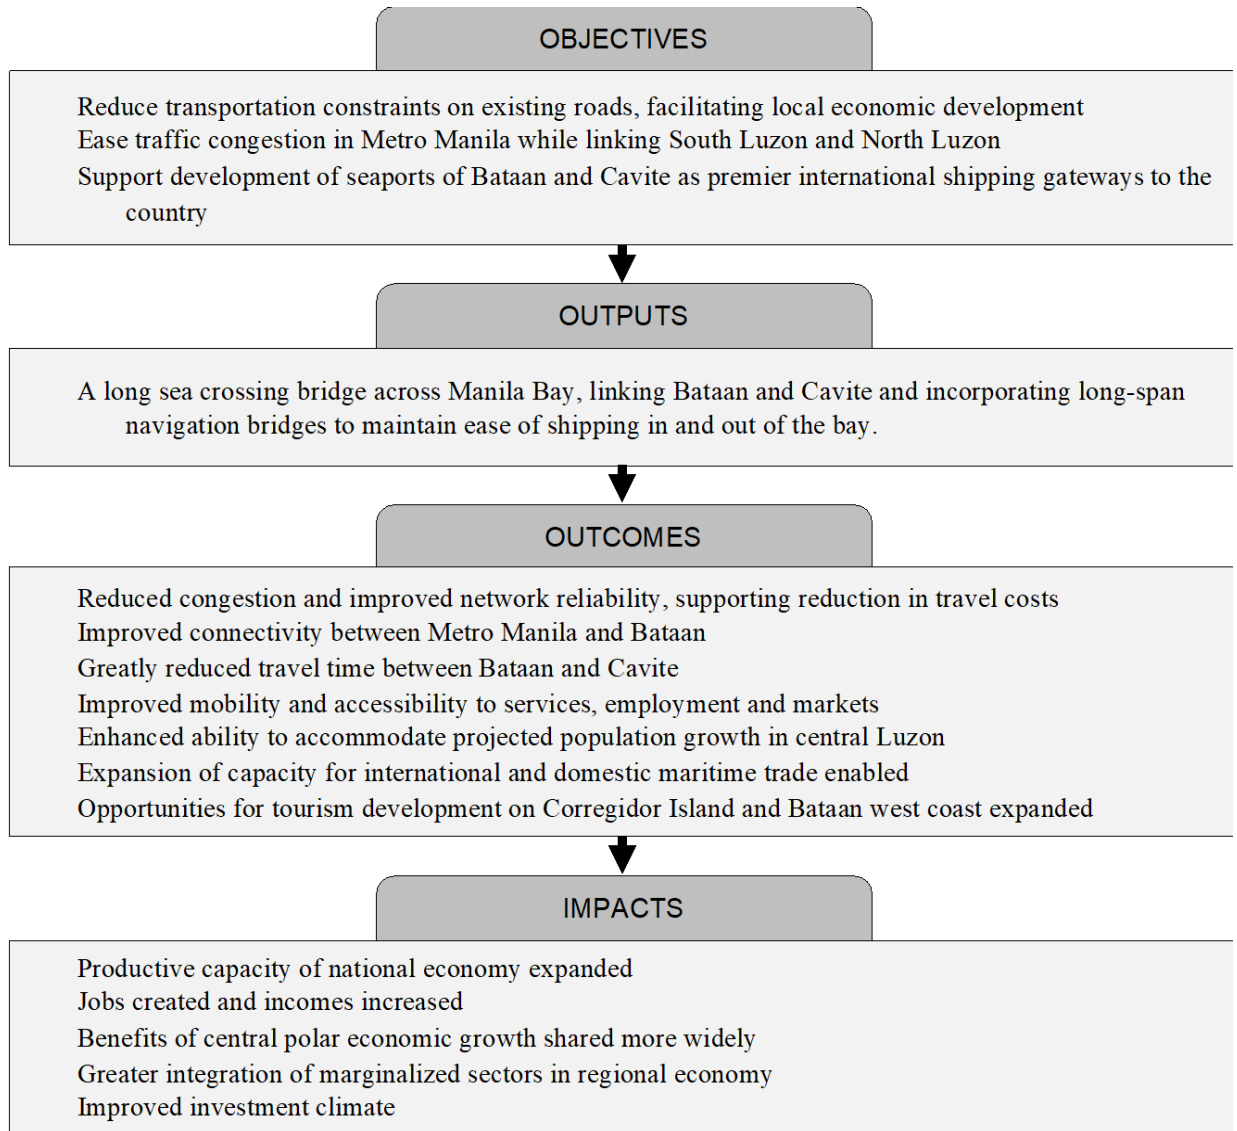 OBJECTIVES
Reduce transportation constraints on existing roads, facilitating local economic development
Ease traffic congestion in Metro Manila while linking South Luzon and North Luzon
Support development of seaports of Bataan and Cavite as premier international shipping gateways to the
country
OUTPUTS
A long sea crossing bridge across Manila Bay, linking Bataan and Cavite and incorporating long-span
navigation bridges to maintain ease of shipping in and out of the bay.
OUTCOMES
Reduced congestion and improved network reliability, supporting reduction in travel costs
Improved connectivity between Metro Manila and Bataan
Greatly reduced travel time between Bataan and Cavite
Improved mobility and accessibility to services, employment and markets
Enhanced ability to accommodate projected population growth in central Luzon
Expansion of capacity for international and domestic maritime trade enabled
Opportunities for tourism development on Corregidor Island and Bataan west coast expanded
IMPACTS
Productive capacity of national economy expanded
Jobs created and incomes increased
Benefits of central polar economic growth shared more widely
Greater integration of marginalized sectors in regional economy
Improved investment climate